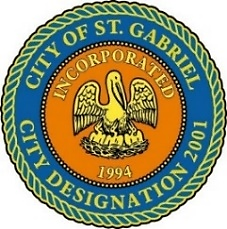 CITY OF ST. GABRIEL
INCORPORATED
1994
CITY DESIGNATION 2001